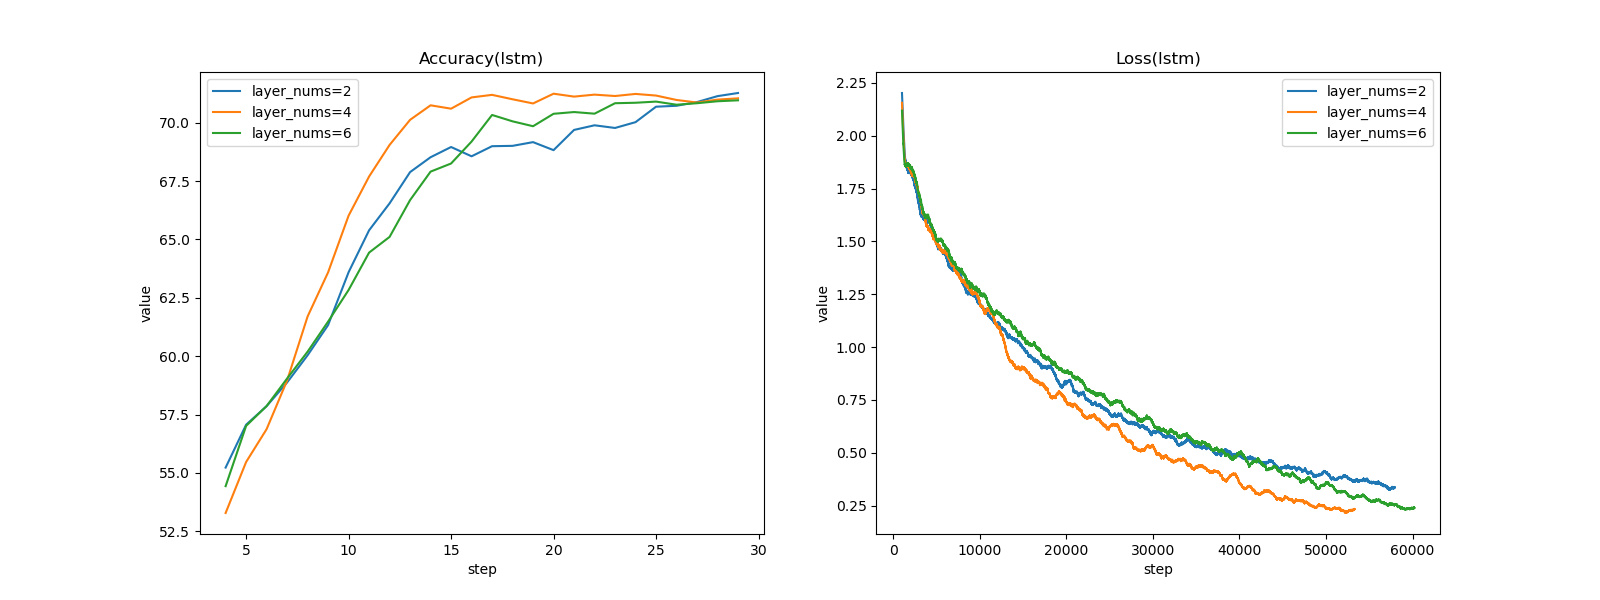 Accuracy(lstm)
layer_nums=2
layer_nums=4
layer_nums=6
70.0
67.5
65.0
62.5
60.0
57.5
55.0
52.5
value
5 10 15 20 25 30
step
Loss(lstm)
layer_nums=2
layer_nums=4
layer_nums=6
2.25
2.00
1.75
1.50
1.25
1.00
0.75
0.50
0.25
value
0 10000 20000 30000 40000 50000 60000
step